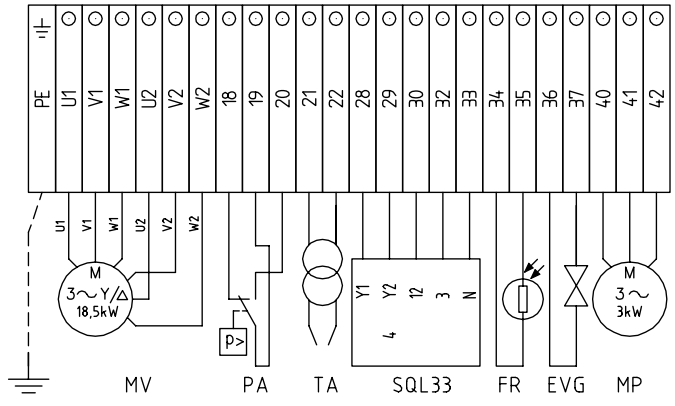 PE U1 V1 W1 U2 V2 W2 18 19 20 21 22 28 29 30 32 33 34 35 36 37 40 41 42
U1 V1 W1 U2 V2 W2
M
3~ Y/△
18,5kW
p>
Y1 Y2 12 3 N
4
M
3~
3kW
MV PA TA SQL33 FR EVG MP